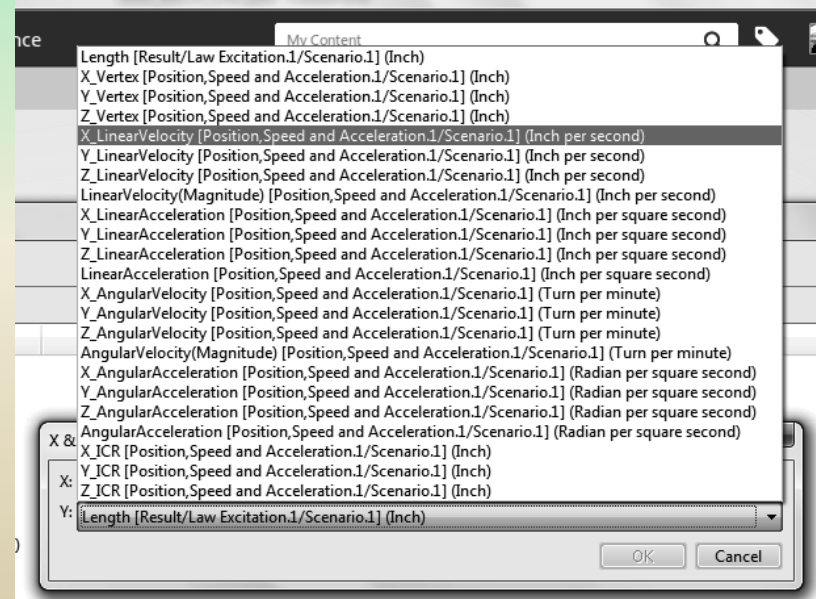 nce
My Content
Length [Result/Law Excitation.1/Scenario.1] (Inch)
X_Vertex [Position,Speed and Acceleration.1/Scenario.1] (Inch)
Y_Vertex [Position,Speed and Acceleration.1/Scenario.1] (Inch)
Z_Vertex [Position,Speed and Acceleration.1/Scenario.1] (Inch)
X_LinearVelocity [Position,Speed and Acceleration.1/Scenario.1] (Inch per second)
Y_LinearVelocity [Position,Speed and Acceleration.1/Scenario.1] (Inch per second)
Z_LinearVelocity [Position,Speed and Acceleration.1/Scenario.1] (Inch per second)
LinearVelocity(Magnitude) [Position,Speed and Acceleration.1/Scenario.1] (Inch per second)
X_LinearAcceleration [Position,Speed and Acceleration.1/Scenario.1] (Inch per square second)
Y_LinearAcceleration [Position,Speed and Acceleration.1/Scenario.1] (Inch per square second)
Z_LinearAcceleration [Position,Speed and Acceleration.1/Scenario.1] (Inch per square second)
LinearAcceleration [Position,Speed and Acceleration.1/Scenario.1] (Inch per square second)
X_AngularVelocity [Position,Speed and Acceleration.1/Scenario.1] (Turn per minute)
Y_AngularVelocity [Position,Speed and Acceleration.1/Scenario.1] (Turn per minute)
Z_AngularVelocity [Position,Speed and Acceleration.1/Scenario.1] (Turn per minute)
AngularVelocity(Magnitude) [Position,Speed and Acceleration.1/Scenario.1] (Turn per minute)
X_AngularAcceleration [Position,Speed and Acceleration.1/Scenario.1] (Radian per square second)
Y_AngularAcceleration [Position,Speed and Acceleration.1/Scenario.1] (Radian per square second)
Z_AngularAcceleration [Position,Speed and Acceleration.1/Scenario.1] (Radian per square second)
AngularAcceleration [Position,Speed and Acceleration.1/Scenario.1] (Radian per square second)
X_ICR [Position,Speed and Acceleration.1/Scenario.1] (Inch)
Y_ICR [Position,Speed and Acceleration.1/Scenario.1] (Inch)
Z_ICR [Position,Speed and Acceleration.1/Scenario.1] (Inch)
X &
X:
Y: Length [Result/Law Excitation.1/Scenario.1] (Inch)
)
OK Cancel